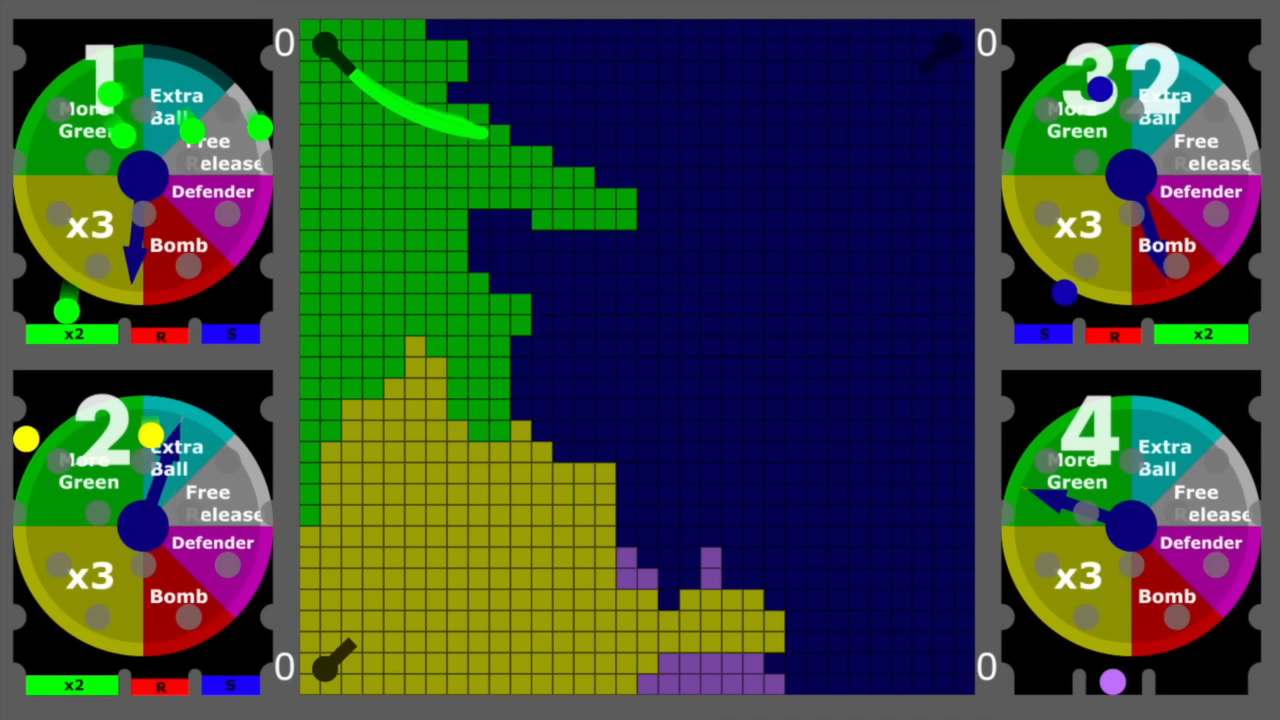 1
More
Green
Extra
Ball
Free
Release
Defender
x3
Bomb
x2
R
S
0
0
32
More
Green
Extra
Ball
Free
Release
Defender
x3
Bomb
S
R
x2
2
More
Green
Extra
Ball
Free
Release
Defender
x3
Bomb
x2
R
S
0
0
4
More
Green
Extra
Ball
Free
Release
Defender
x3
Bomb